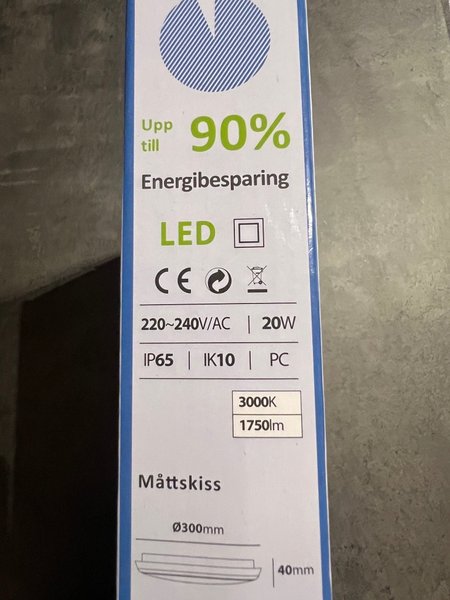 Upp
till
90%
Energibesparing
LED
CE
220~240V/AC | 20W
IP65 | IK10 | PC
3000K
1750lm
Måttskiss
Ø300mm
40mm